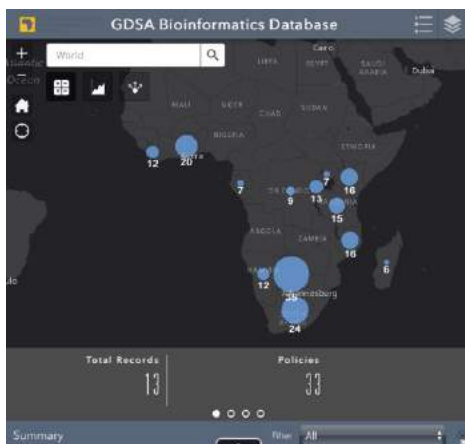 GDSA Bioinformatics Database
World
Cairo
LIBYA
EGYPT
SAUDI
ARABIA
Dubai
Ocean
MALI
NIGER
CHAD
SUDAN
NIGERIA
ETHIOPIA
12
20
7
9
13
7
16
15
ANGOLA
ZAMBIA
16
6
12
Johannesburg
24
Total Records
13
Policies
33
Summary
Filter
All